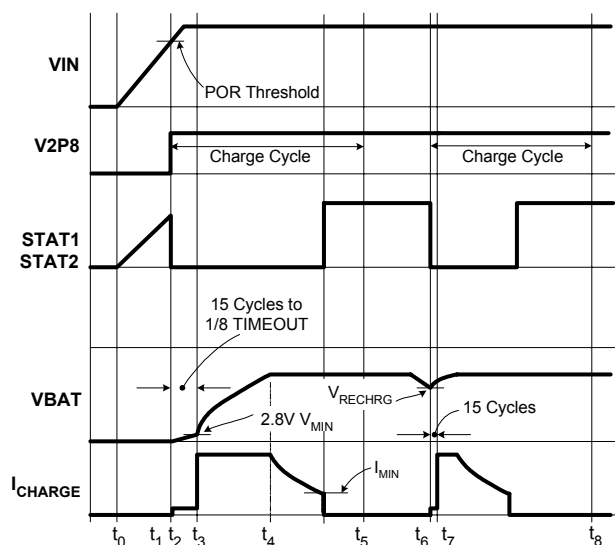 VIN
POR Threshold
V2P8
Charge Cycle
Charge Cycle
STAT1
STAT2
15 Cycles to
1/8 TIMEOUT
VBAT
VRECHRG
2.8V VMIN
15 Cycles
ICHARGE
IMIN
t0
t1
t2
t3
t4
t5
t6
t7
t8